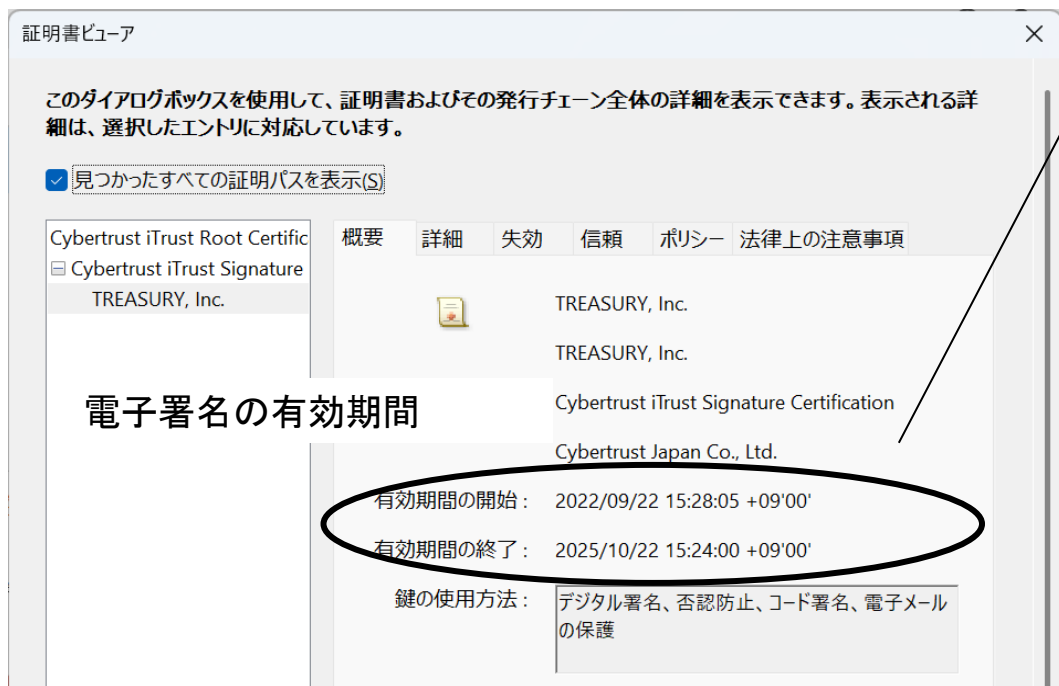 証明書ビューア
このダイアログボックスを使用して、証明書およびその発行チェーン全体の詳細を表示できます。表示される詳
細は、選択したエントリに対応しています。
見つかったすべての証明パスを表示(S)
Cybertrust iTrust Root Certific
Cybertrust iTrust Signature
TREASURY, Inc.
概要 詳細 失効 信頼 ポリシー 法律上の注意事項
TREASURY, Inc.
TREASURY, Inc.
電子署名の有効期間
Cybertrust iTrust Signature Certification
Cybertrust Japan Co., Ltd.
有効期間の開始 : 2022/09/22 15:28:05 +09'00'
有効期間の終了 : 2025/10/22 15:24:00 +09'00'
鍵の使用方法 : デジタル署名、否認防止、コード署名、電子メール
の保護